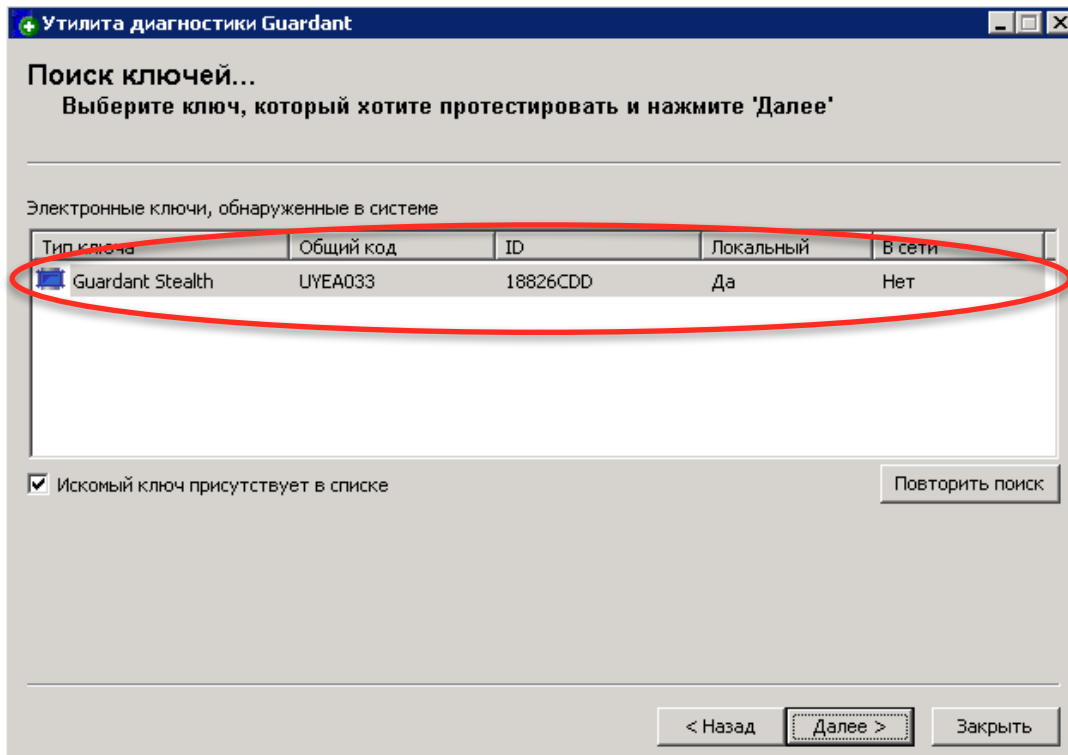 Утилита диагностики Guardant
Поиск ключей...
Выберите ключ, который хотите протестировать и нажмите 'Далее'
Электронные ключи, обнаруженные в системе
Тип ключа Общий код ID Локальный В сети
Guardant Stealth UYEA033 18826CDD Да Нет
Искомый ключ присутствует в списке
Повторить поиск
< Назад Далее > Закрыть